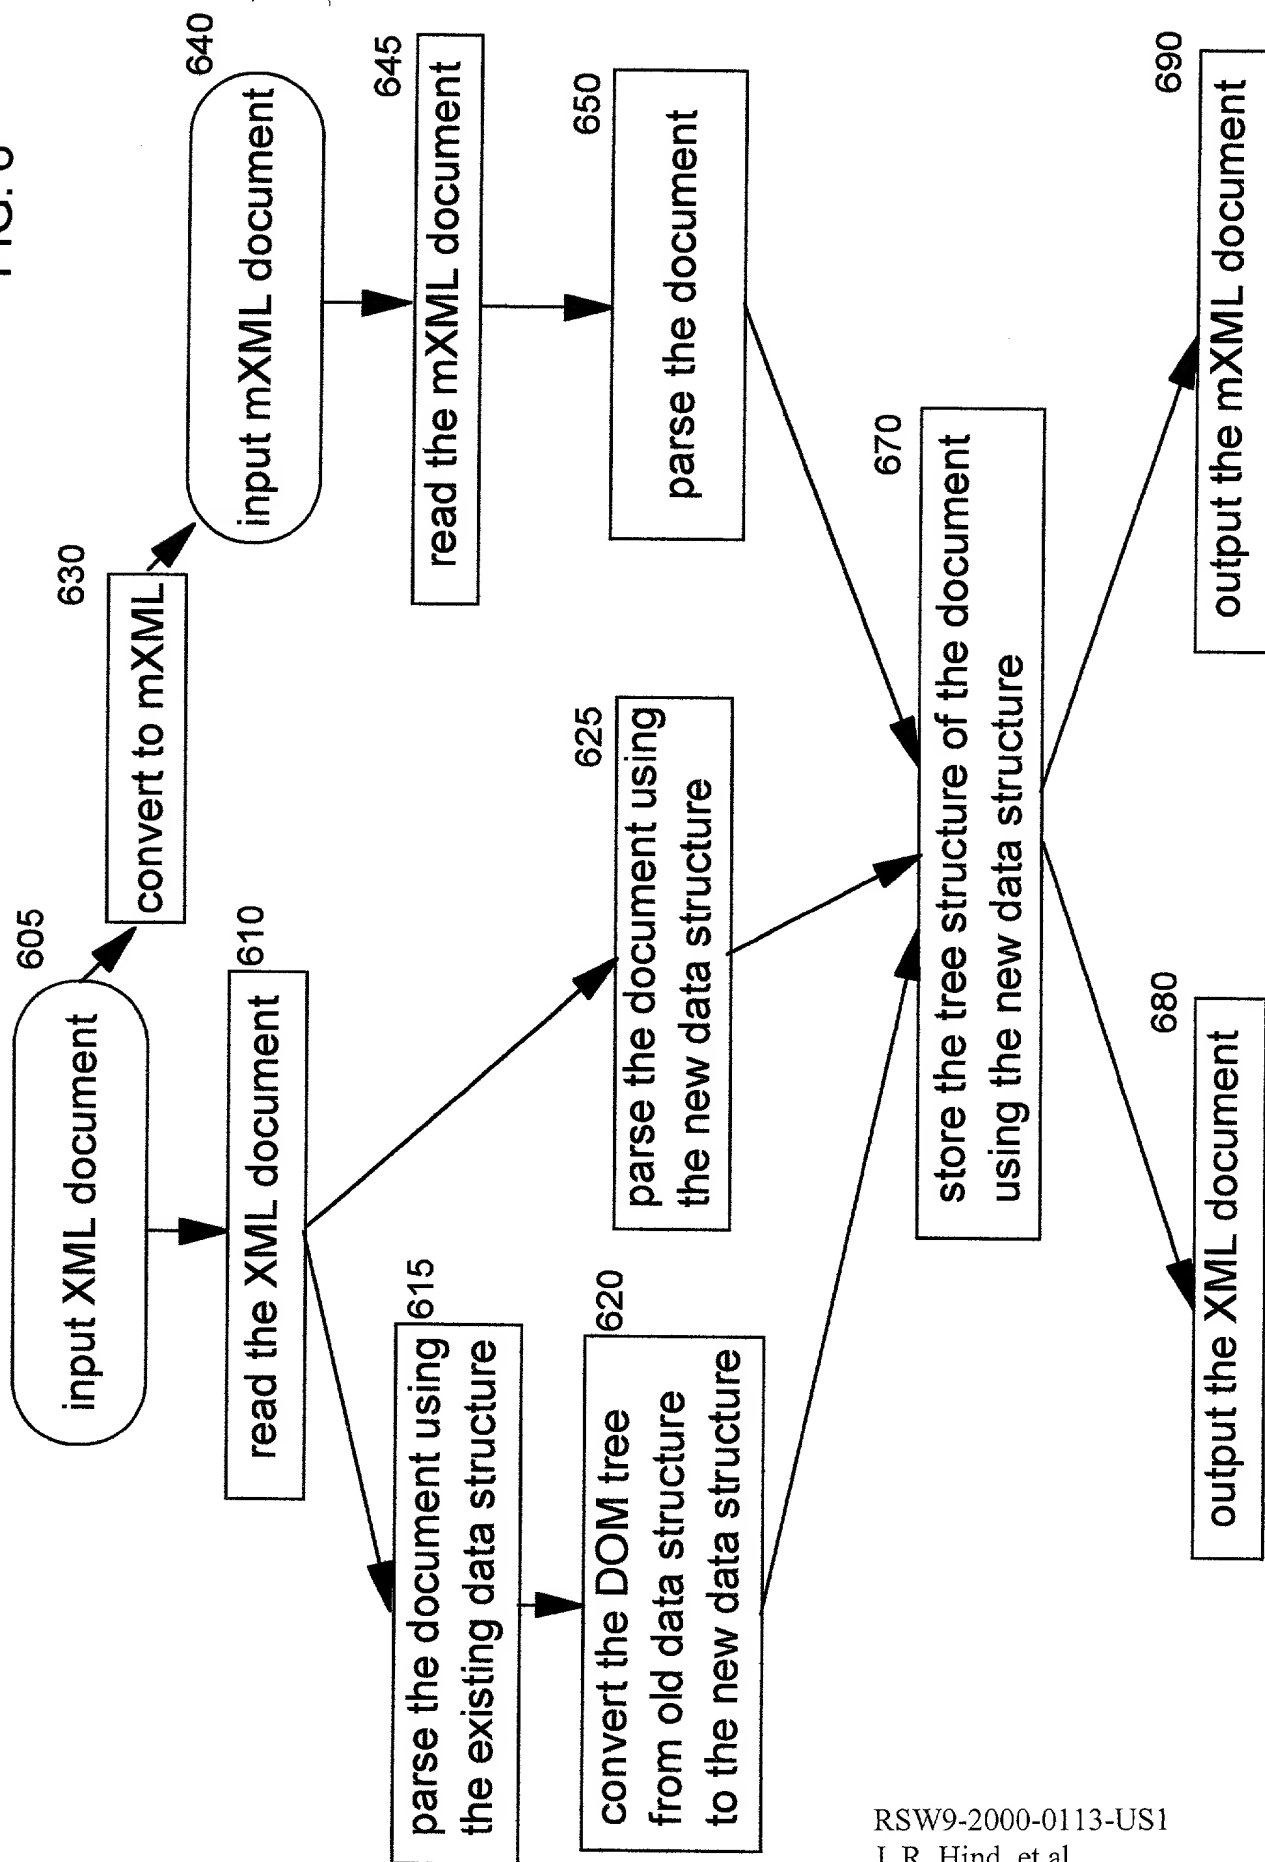 FIG. 6
605
input XML document
630
convert to mXML
640
input mXML document
610
read the XML document
645
read the mXML document
615
parse the document using
the existing data structure
625
parse the document using
the new data structure
650
parse the document
620
convert the DOM tree
from old data structure
to the new data structure
670
store the tree structure of the document
using the new data structure
680
output the XML document
690
output the mXML document
RSW9-2000-0113-US1
J. R. Hind, et al.